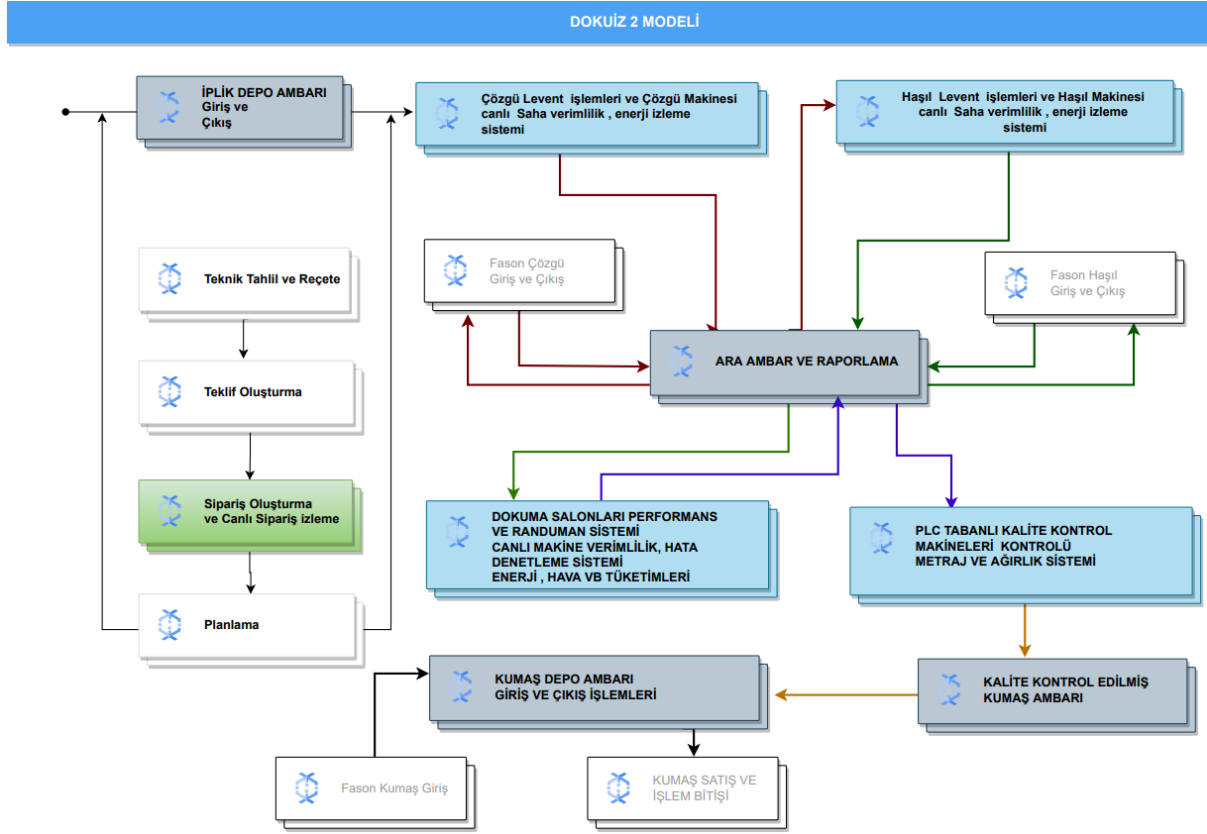 DOKUİZ 2 MODELİ
İPLİK DEPO AMBARI
Giriş ve
Çıkış
Çözgü Levent işlemleri ve Çözgü Makinesi
canlı Saha verimlilik , enerji izleme
sistemi
Haşıl Levent işlemleri ve Haşıl Makinesi
canlı Saha verimlilik , enerji izleme
sistemi
Teknik Tahlil ve Reçete
Fason Çözgü
Giriş ve Çıkış
Fason Haşıl
Giriş ve Çıkış
ARA AMBAR VE RAPORLAMA
Teklif Oluşturma
Sipariş Oluşturma
ve Canlı Sipariş izleme
DOKUMA SALONLARI PERFORMANS
VE RANDUMAN SİSTEMİ
CANLI MAKİNE VERİMLİLİK, HATA
DENETLEME SİSTEMİ
ENERJİ , HAVA VB TÜKETİMLERİ
PLC TABANLI KALİTE KONTROL
MAKİNELERİ KONTROLÜ
METRAJ VE AĞIRLIK SİSTEMİ
Planlama
KUMAŞ DEPO AMBARI
GİRİŞ VE ÇIKIŞ İŞLEMLERİ
KALİTE KONTROL EDİLMİŞ
KUMAŞ AMBARI
Fason Kumaş Giriş
KUMAŞ SATIŞ VE
İŞLEM BİTİŞİ